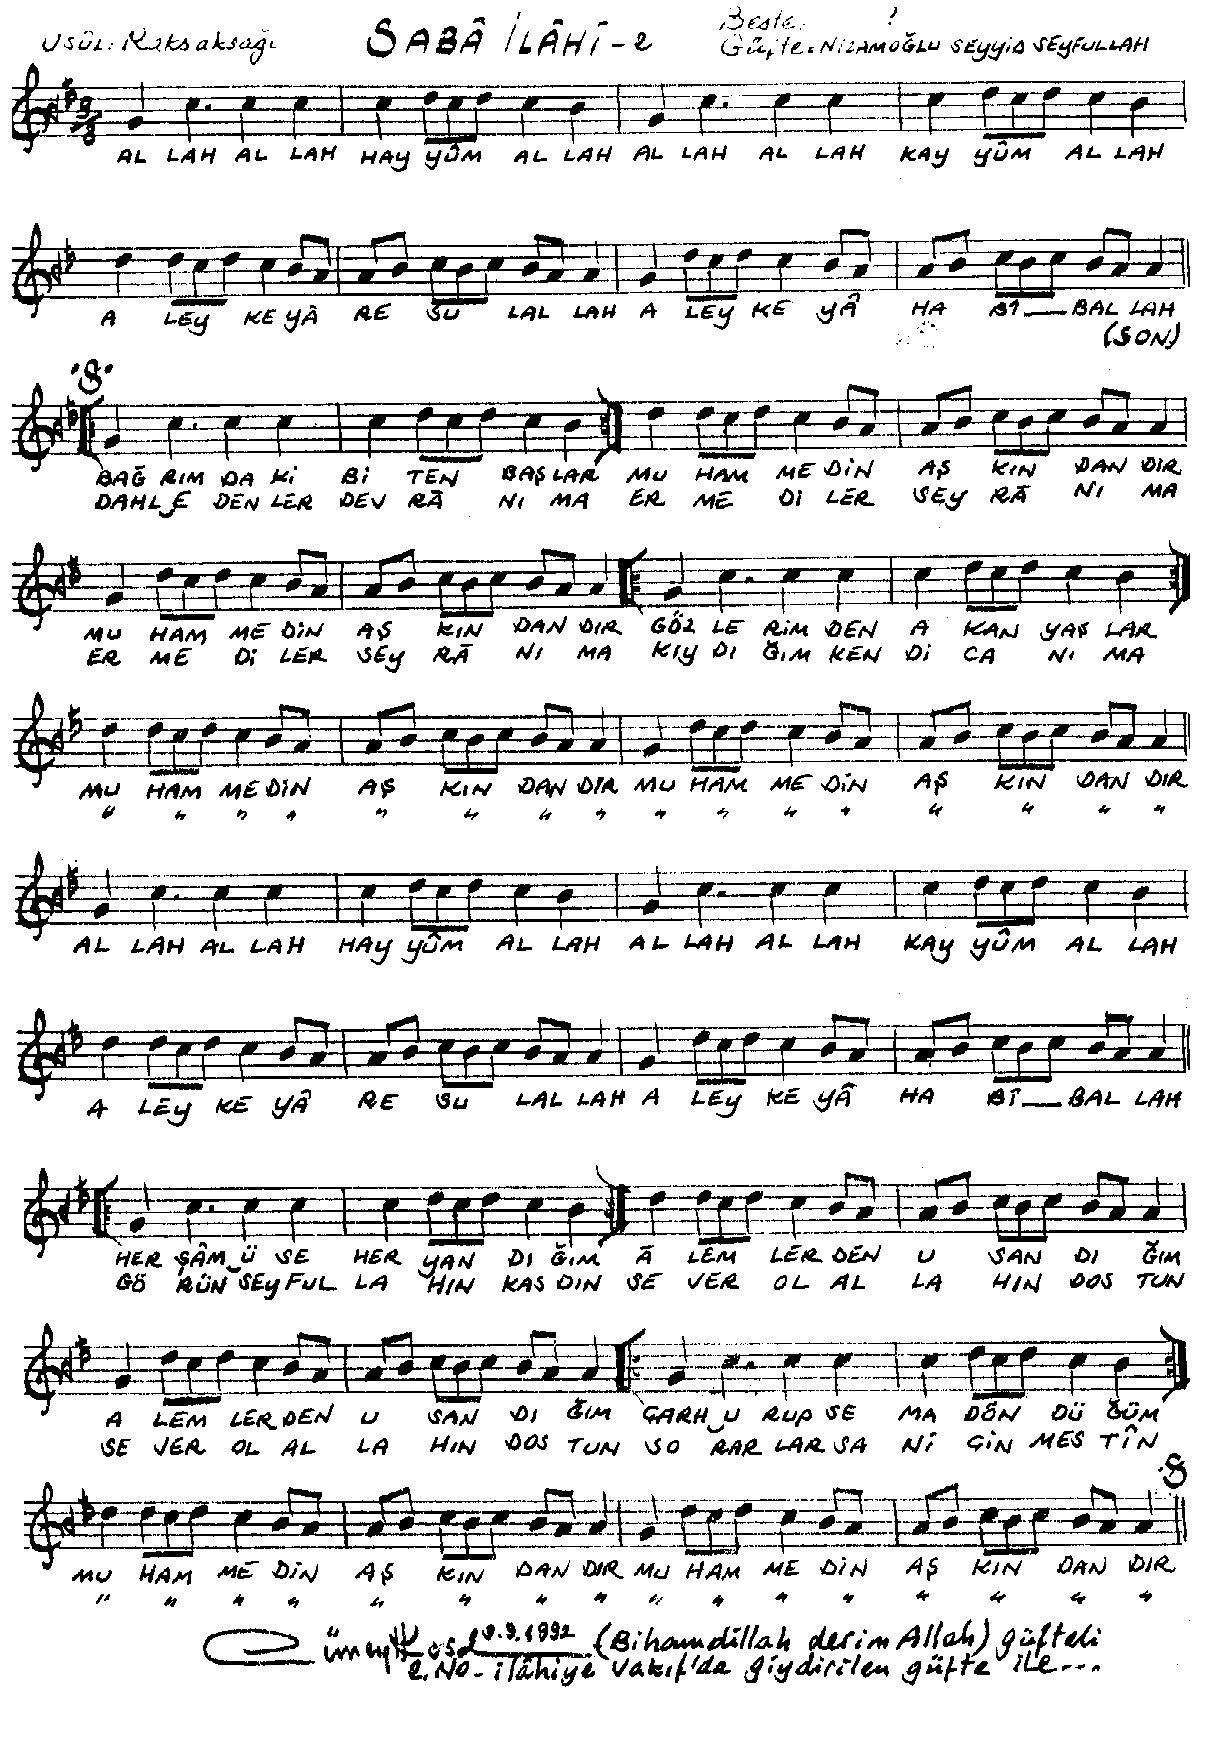 Usûl: Raksaksağı
SABÂ İLÂHÎ - 2
Beste: ?
Güfte: NİZAMOĞLU SEYYİD SEYFULLAH
9/8
AL LAH AL LAH HAY YÛM AL LAH AL LAH AL LAH KAY YÛM AL LAH
A LEY KE YÂ RE SU LAL LAH A LEY KE YÂ HA BÎ__BAL LAH
(SON)
BAĞ RIM DA Kİ Bİ TEN BAŞ LAR MU HAM ME DİN AŞ KIN DAN DIR
DAHL E DEN LER DEV RÂ NI MA ER ME Dİ LER SEY RÂ NI MA
MU HAM ME DİN AŞ KIN DAN DIR GÖZ LE RİM DEN A KAN YAŞ LAR
ER ME Dİ LER SEY RÂ NI MA KIY DI ĞIM KEN Dİ CA NI MA
MU HAM ME DİN AŞ KIN DAN DIR MU HAM ME DİN AŞ KIN DAN DIR
" " " " " " " " " " " " " " " "
AL LAH AL LAH HAY YÛM AL LAH AL LAH AL LAH KAY YÛM AL LAH
A LEY KE YÂ RE SU LAL LAH A LEY KE YÂ HA BÎ__BAL LAH
HER ŞÂM Ü SE HER YAN DI ĞIM Â LEM LER DEN U SAN DI ĞIM
GÖ RÜN SEYFUL LA HIN KAS DIN SE VER OL AL LA HIN DOS TUN
A LEM LER DEN U SAN DI ĞIM ÇARH U RUP SE MA DÖN DÜ ĞÜM
SE VER OL AL LA HIN DOS TUN SO RAR LAR SA NI ÇİN MES TÎN
MU HAM ME DİN AŞ KIN DAN DIR MU HAM ME DİN AŞ KIN DAN DIR
" " " " " " " " " " " " " " " "
Cüneyt Kosal 9.9.1992 (Bihamdillah derim Allah) güfteli
2. No - ilâhiye Vakıf'da giydirilen güfte ile...